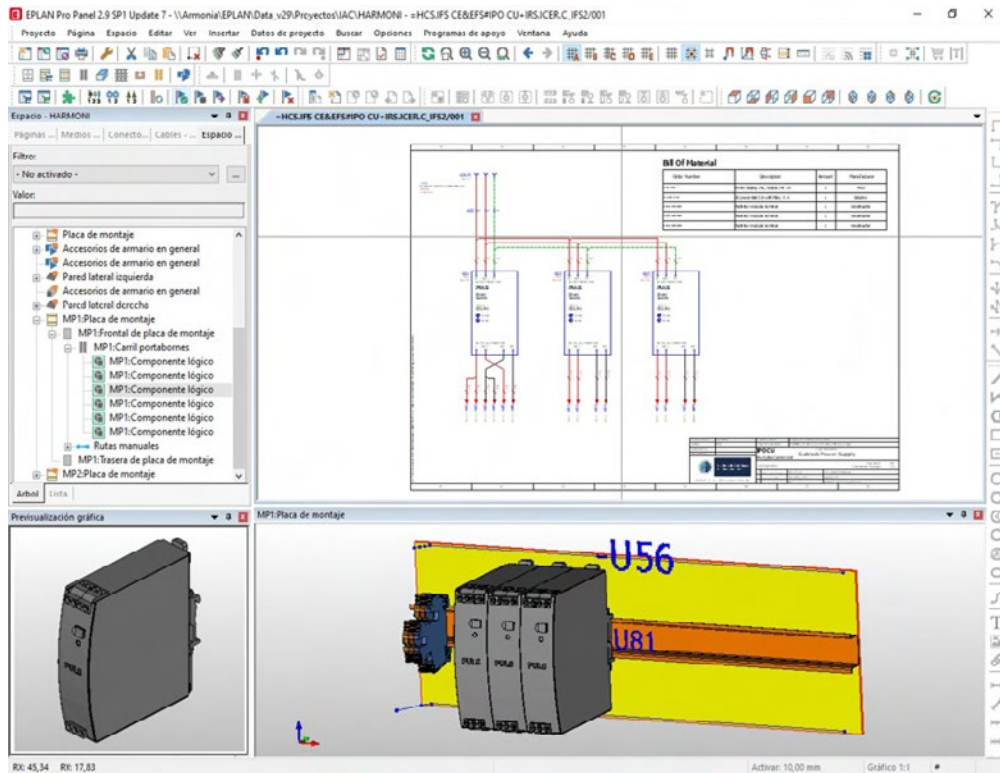 EPLAN Pro Panel 2.9 SP1 Update 7 - \\Armonia\EPLAN\Data_v29\Proyectos\IAC\HARMONI - =HCS.IFS CE&EFS#IPO CU+IRS.ICER.C_IFS2/001
Proyecto Página Espacio Editar Ver Insertar Datos de proyecto Buscar Opciones Programas de apoyo Ventana Ayuda
Espacio - HARMONI
Páginas ... Medios ... Conecto... Cables - ... Espacio ...
Filtro:
- No activado -
...
Valor:
Placa de montaje
Accesorios de armario en general
Accesorios de armario en general
Pared lateral izquierda
Accesorios de armario en general
Pared lateral derecha
MP1:Placa de montaje
MP1:Frontal de placa de montaje
MP1:Carril portabornes
MP1:Componente lógico
MP1:Componente lógico
MP1:Componente lógico
MP1:Componente lógico
MP1:Componente lógico
MP1:Componente lógico
Rutas manuales
MP1:Trasera de placa de montaje
MP2:Placa de montaje
Árbol Lista
=HCS.IFS CE&EFS#IPO CU+IRS.ICER.C_IFS2/001
Bill Of Material
Order Number Description Amount Manufacturer
PULS PULS PULS
IPOCU
Previsualización gráfica
PULS
MP1:Placa de montaje
-U56
U81
PULS PULS PULS
RX: 45,34 RY: 17,83 Activar: 10,00 mm Gráfico 1:1 #